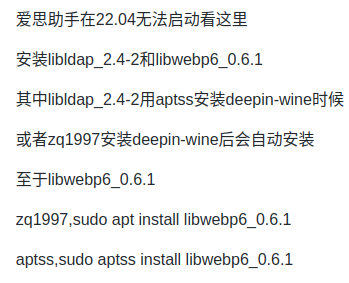 爱思助手在22.04无法启动看这里
安装libldap_2.4-2和libwebp6_0.6.1
其中libldap_2.4-2用aptss安装deepin-wine时候
或者zq1997安装deepin-wine后会自动安装
至于libwebp6_0.6.1
zq1997,sudo apt install libwebp6_0.6.1
aptss,sudo aptss install libwebp6_0.6.1